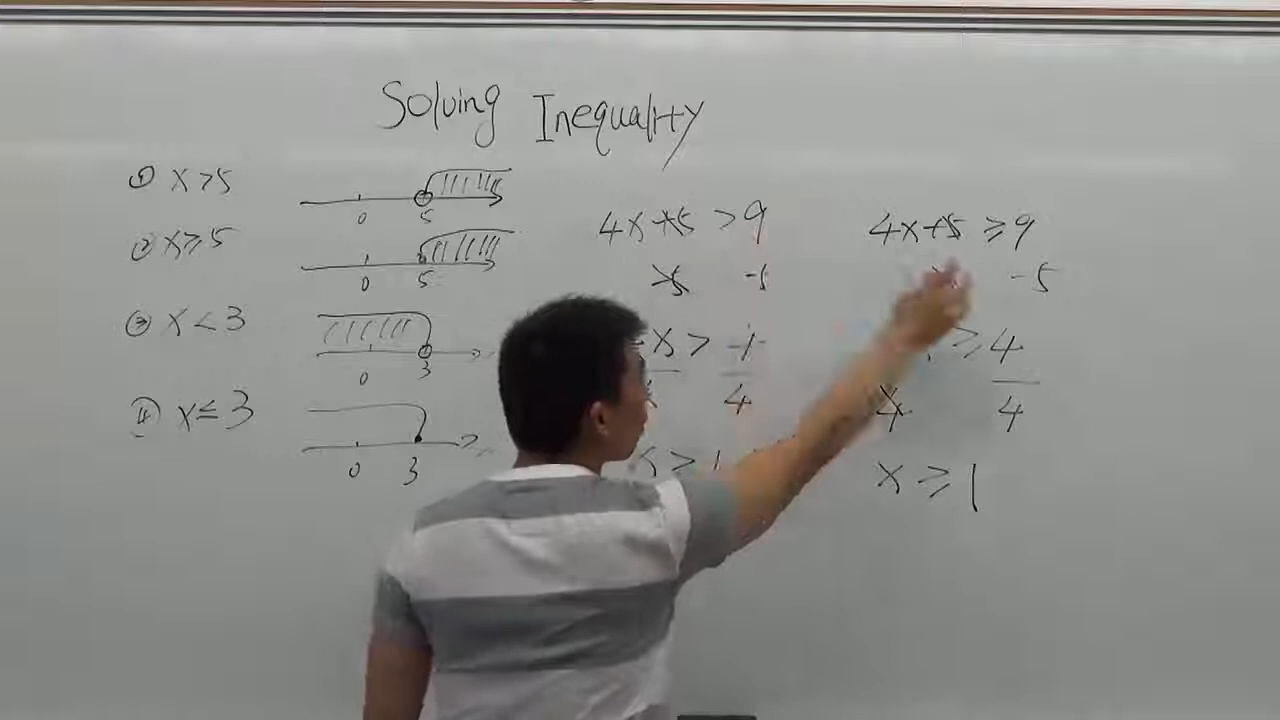 Solving Inequality
① x>5
0 5
② x≥5
0 5
③ x<3
0 3
④ x≤3
0 3
4x+5 >9
-5 -5
x >
4
x>1
4x+5 ≥9
-5
≥ 4
4 4
x ≥ 1